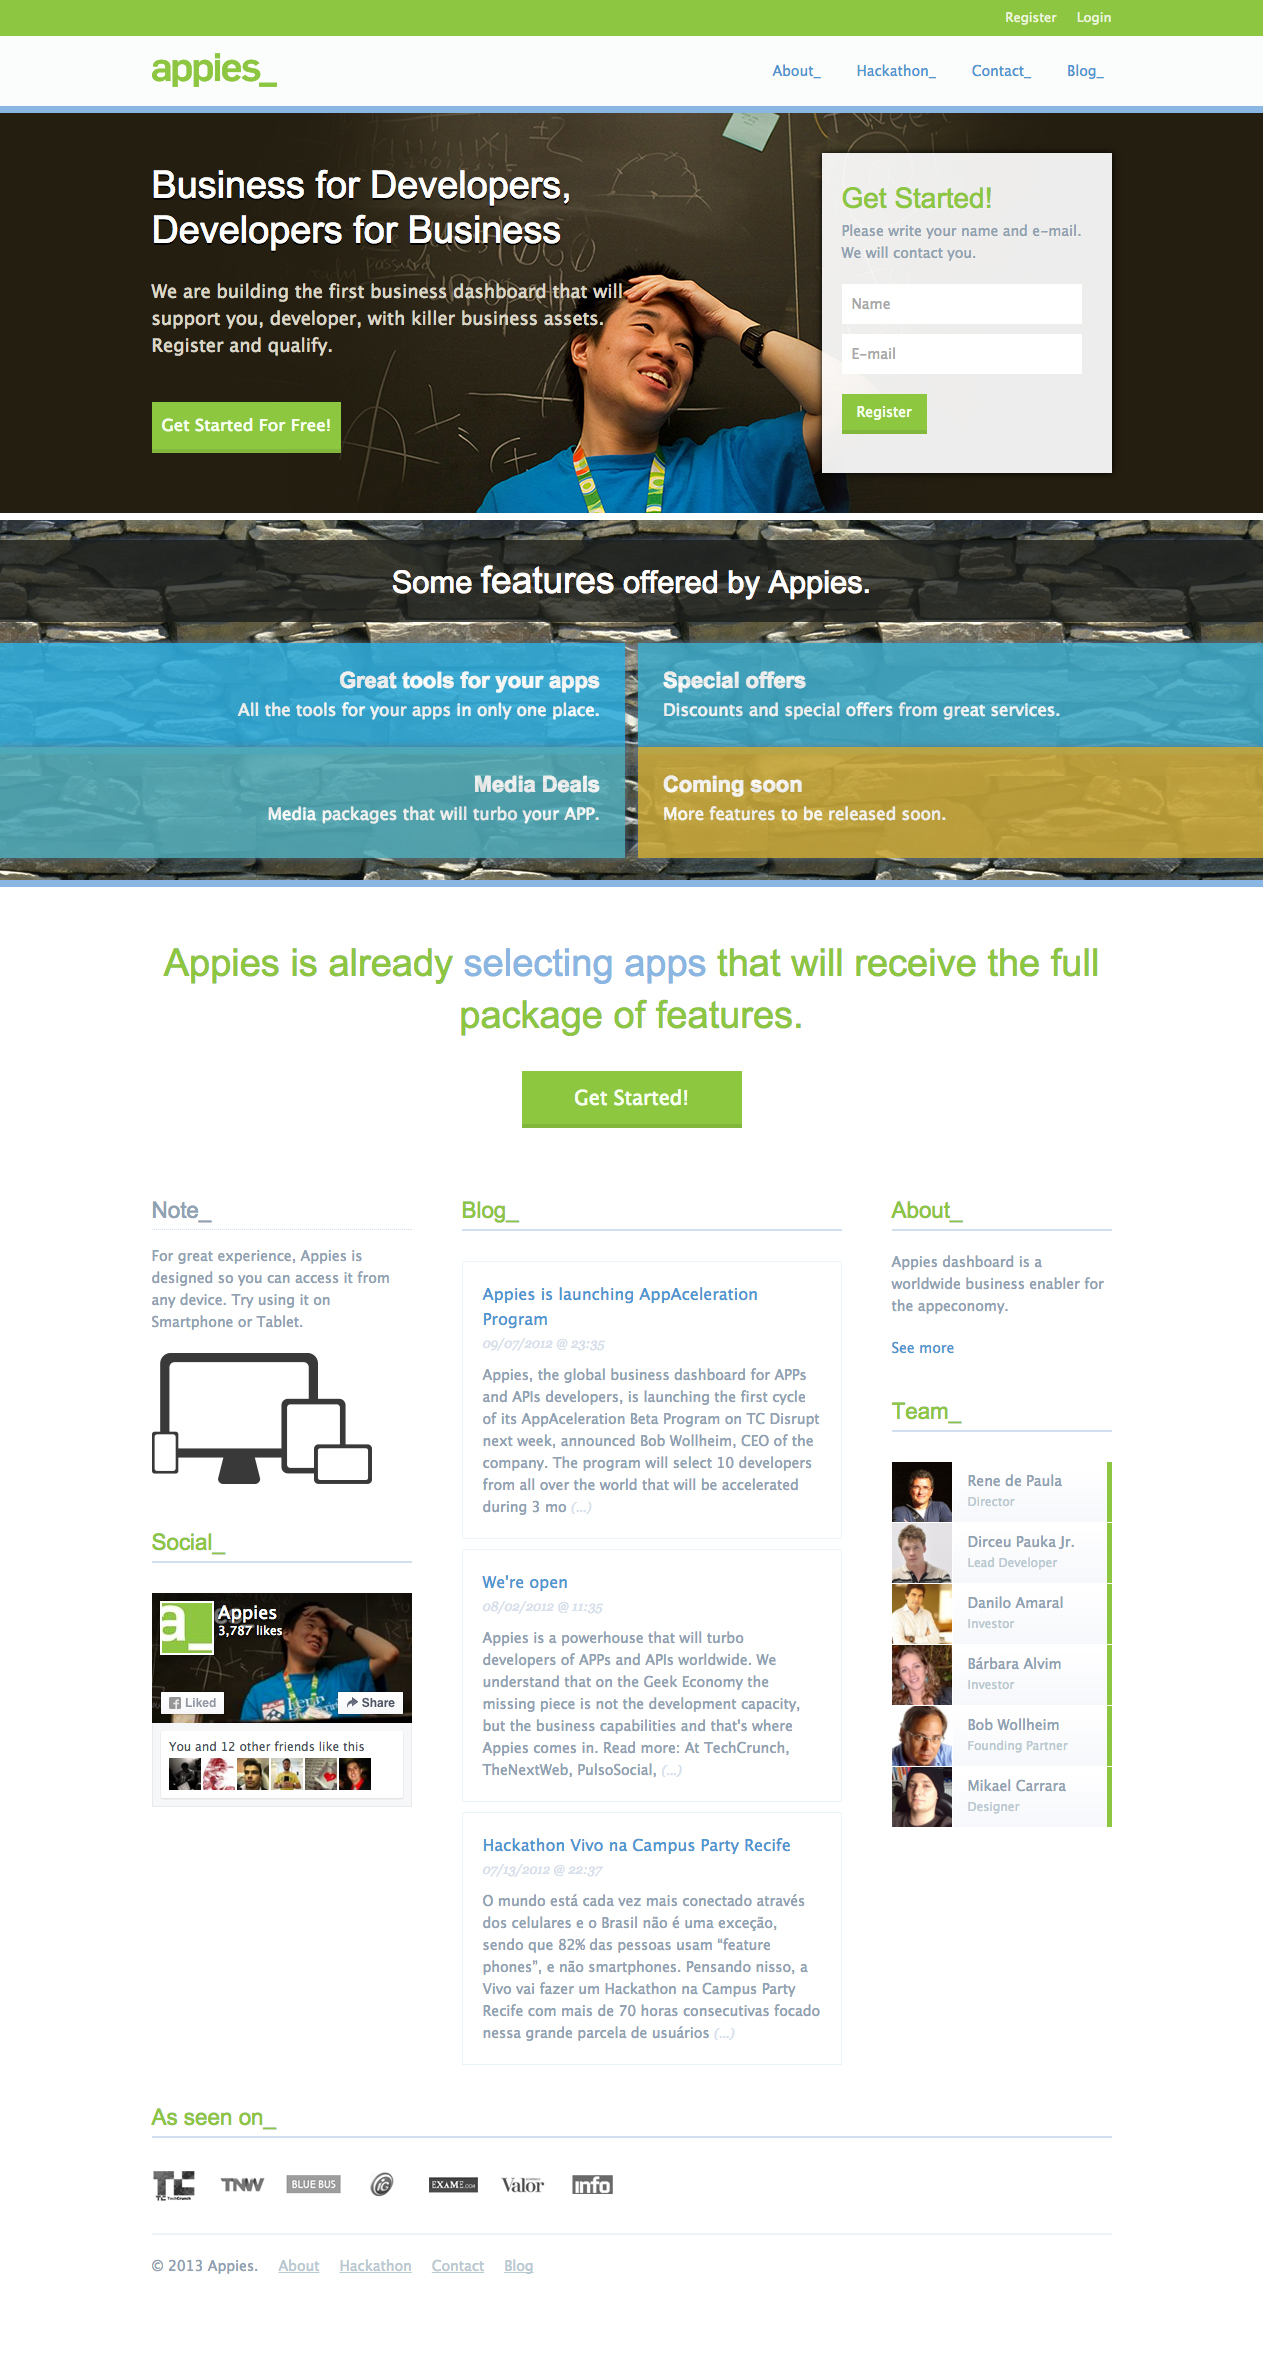 Register Login
appies_
About_ Hackathon_ Contact_ Blog_
Business for Developers,
Developers for Business
We are building the first business dashboard that will
support you, developer, with killer business assets.
Register and qualify.
Get Started For Free!
Get Started!
Please write your name and e-mail.
We will contact you.
Name
E-mail
Register
Some features offered by Appies.
Great tools for your apps
All the tools for your apps in only one place.
Special offers
Discounts and special offers from great services.
Media Deals
Media packages that will turbo your APP.
Coming soon
More features to be released soon.
Appies is already selecting apps that will receive the full
package of features.
Get Started!
Note_
For great experience, Appies is
designed so you can access it from
any device. Try using it on
Smartphone or Tablet.
Social_
a_
Appies
3,787 likes
Liked
Share
You and 12 other friends like this
Blog_
Appies is launching AppAceleration
Program
09/07/2012 @ 23:35
Appies, the global business dashboard for APPs
and APIs developers, is launching the first cycle
of its AppAceleration Beta Program on TC Disrupt
next week, announced Bob Wollheim, CEO of the
company. The program will select 10 developers
from all over the world that will be accelerated
during 3 mo (...)
We're open
08/02/2012 @ 11:35
Appies is a powerhouse that will turbo
developers of APPs and APIs worldwide. We
understand that on the Geek Economy the
missing piece is not the development capacity,
but the business capabilities and that's where
Appies comes in. Read more: At TechCrunch,
TheNextWeb, PulsoSocial, (...)
Hackathon Vivo na Campus Party Recife
07/13/2012 @ 22:37
O mundo está cada vez mais conectado através
dos celulares e o Brasil não é uma exceção,
sendo que 82% das pessoas usam “feature
phones”, e não smartphones. Pensando nisso, a
Vivo vai fazer um Hackathon na Campus Party
Recife com mais de 70 horas consecutivas focado
nessa grande parcela de usuários (...)
About_
Appies dashboard is a
worldwide business enabler for
the appeconomy.
See more
Team_
Rene de Paula
Director
Dirceu Pauka Jr.
Lead Developer
Danilo Amaral
Investor
Bárbara Alvim
Investor
Bob Wollheim
Founding Partner
Mikael Carrara
Designer
As seen on_
TC TechCrunch TNW BLUE BUS iG EXAME.com Valor info
© 2013 Appies. About Hackathon Contact Blog